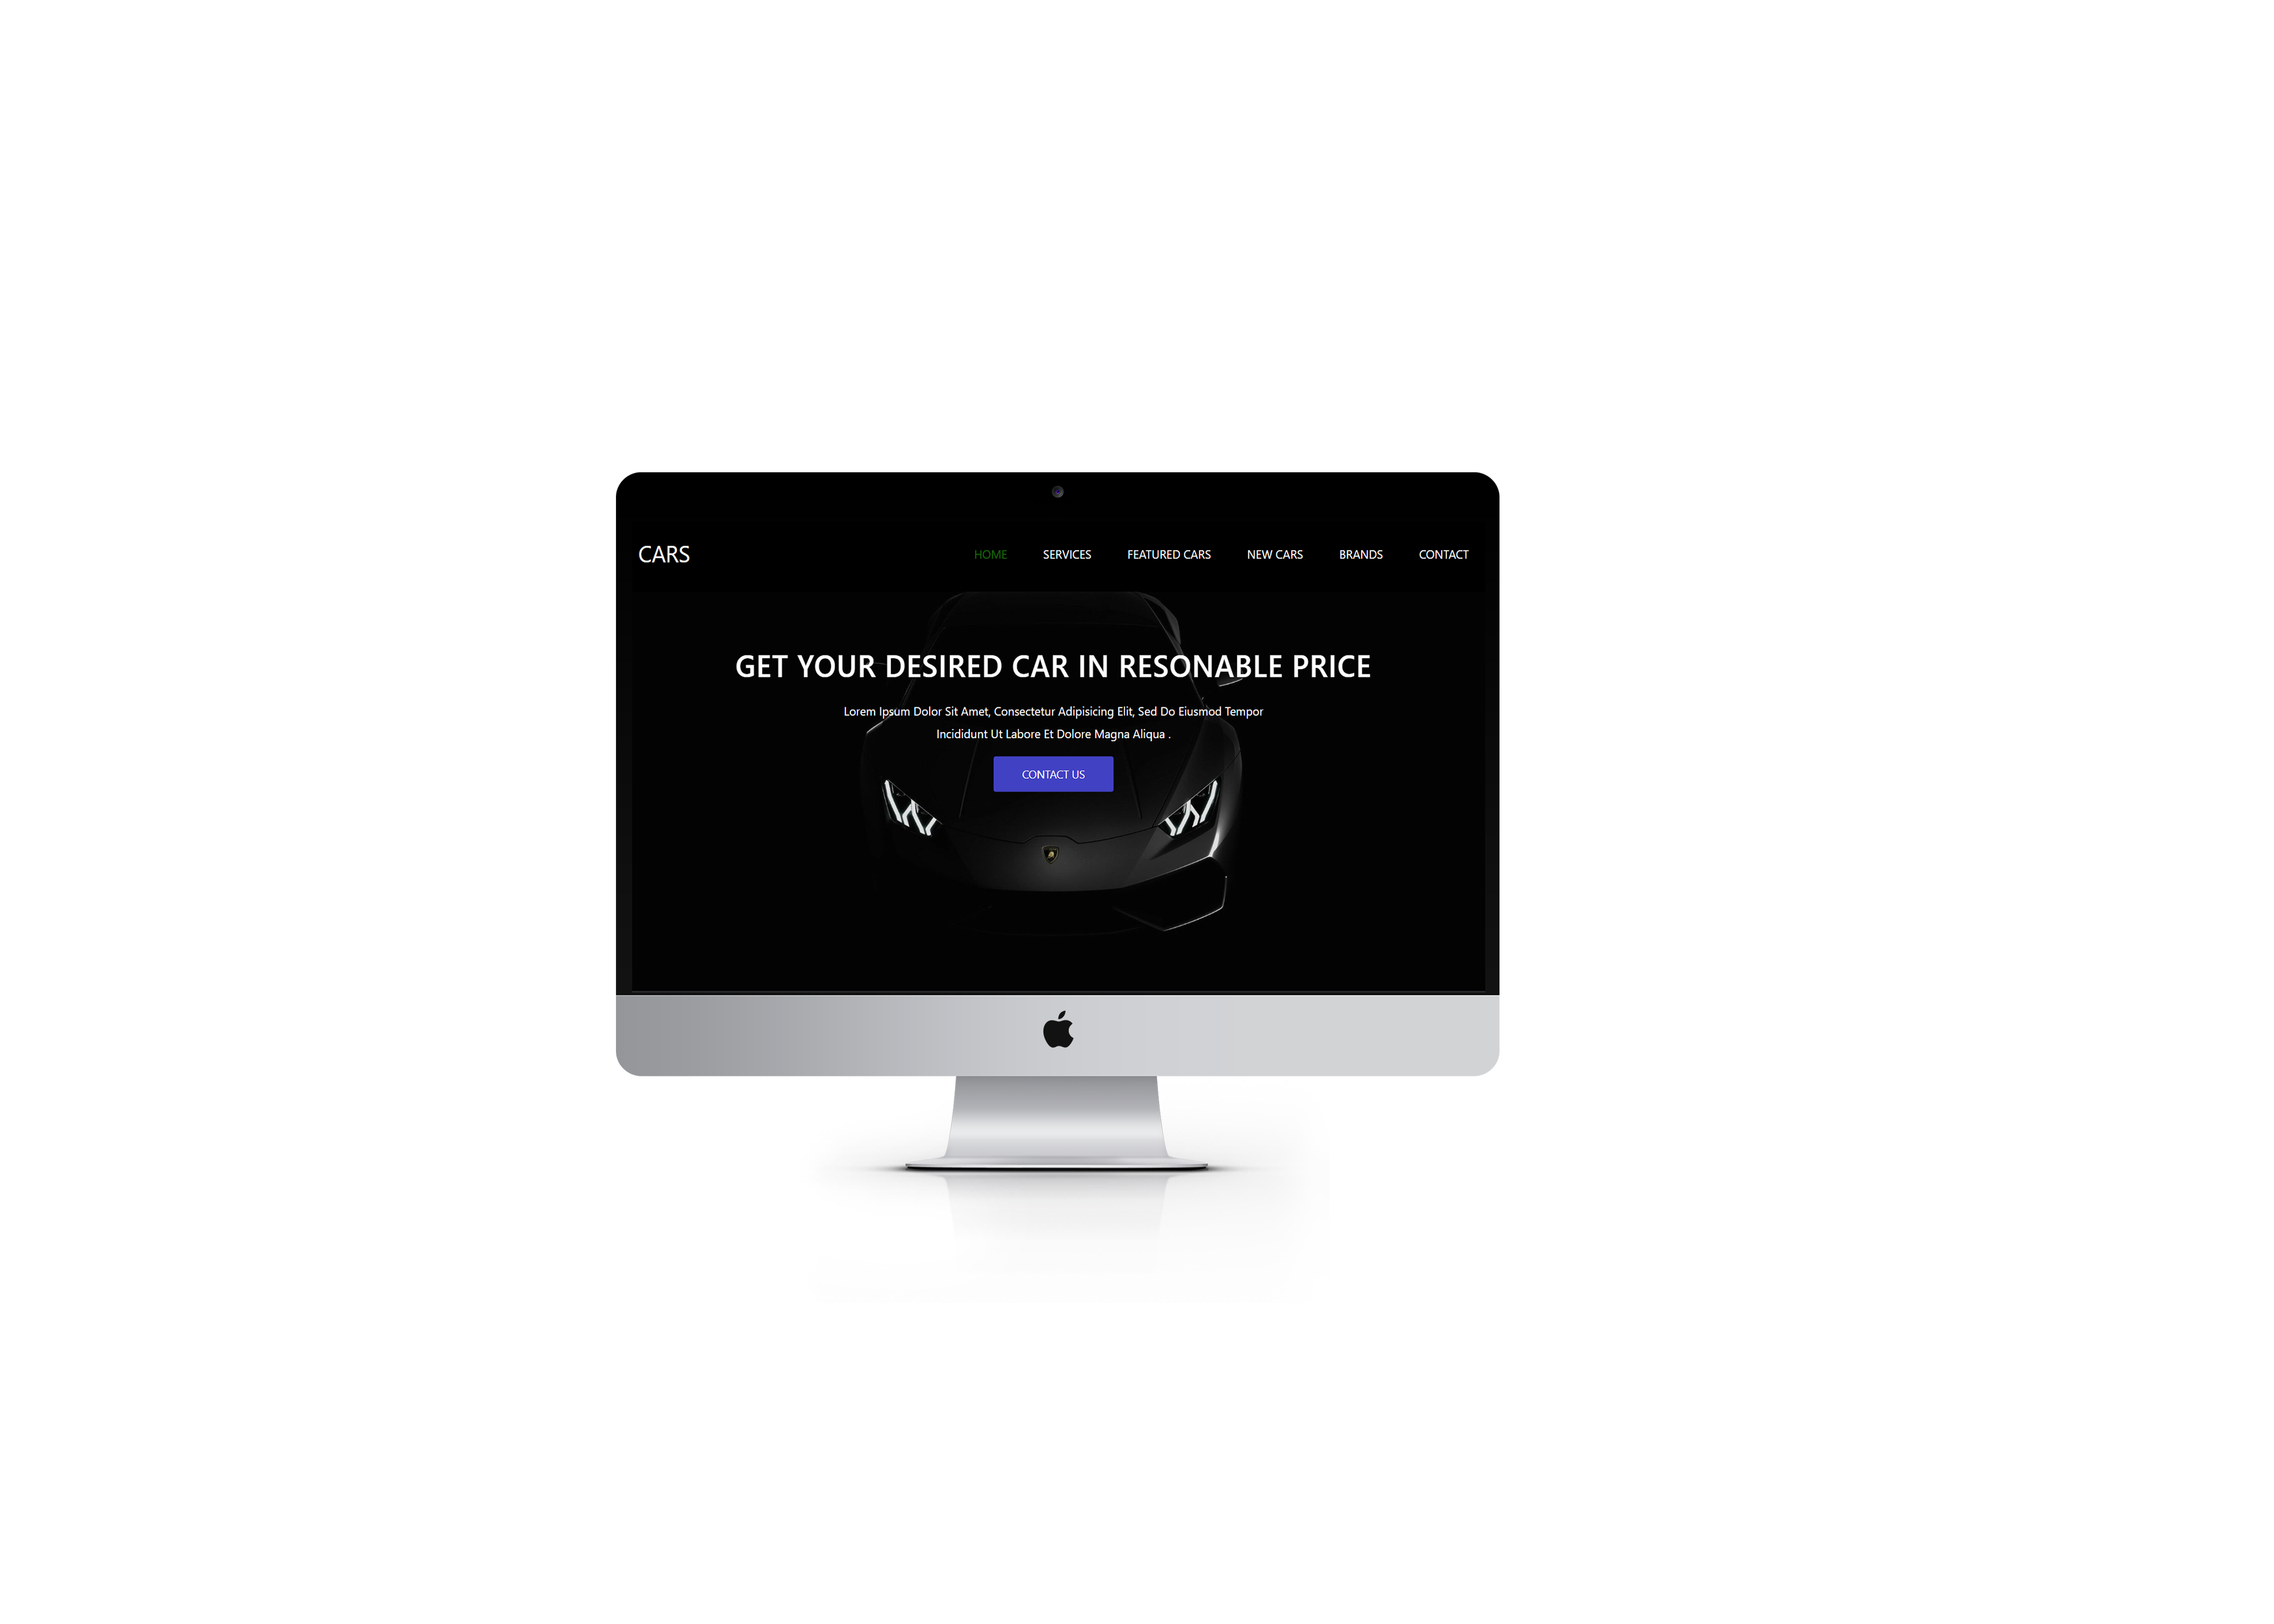 CARS
HOME SERVICES FEATURED CARS NEW CARS BRANDS CONTACT
GET YOUR DESIRED CAR IN RESONABLE PRICE
Lorem Ipsum Dolor Sit Amet, Consectetur Adipisicing Elit, Sed Do Eiusmod Tempor
Incididunt Ut Labore Et Dolore Magna Aliqua .
CONTACT US